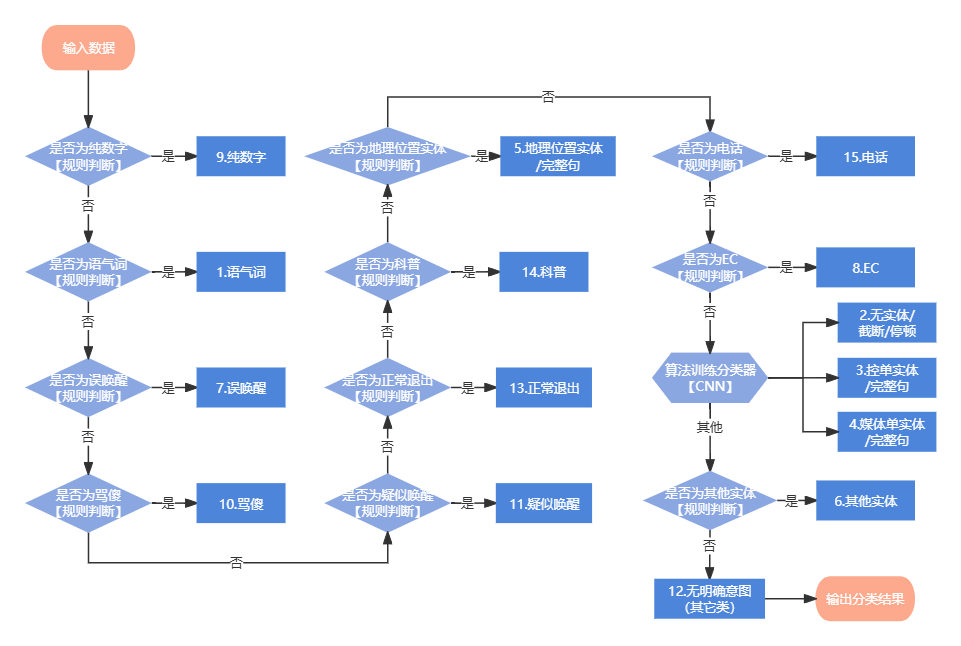 输入数据
是否为纯数字
【规则判断】
是
9.纯数字
否
是否为语气词
【规则判断】
是
1.语气词
否
是否为误唤醒
【规则判断】
是
7.误唤醒
否
是否为骂傻
【规则判断】
是
10.骂傻
否
是否为疑似唤醒
【规则判断】
是
11.疑似唤醒
否
是否为正常退出
【规则判断】
是
13.正常退出
否
是否为科普
【规则判断】
是
14.科普
否
是否为地理位置实体
【规则判断】
是
5.地理位置实体
/完整句
否
是否为电话
【规则判断】
是
15.电话
否
是否为EC
【规则判断】
是
8.EC
否
算法训练分类器
【CNN】
2.无实体/
截断/停顿
3.控单实体
/完整句
4.媒体单实体
/完整句
其他
是否为其他实体
【规则判断】
是
6.其他实体
否
12.无明确意图
(其它类)
输出分类结果